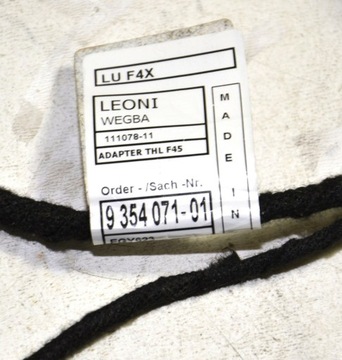 LU F4X
LEONI
WEGBA
111078-11
ADAPTER THL F45
Order - /Sach -Nr.
9 354 071-01
MADE IN